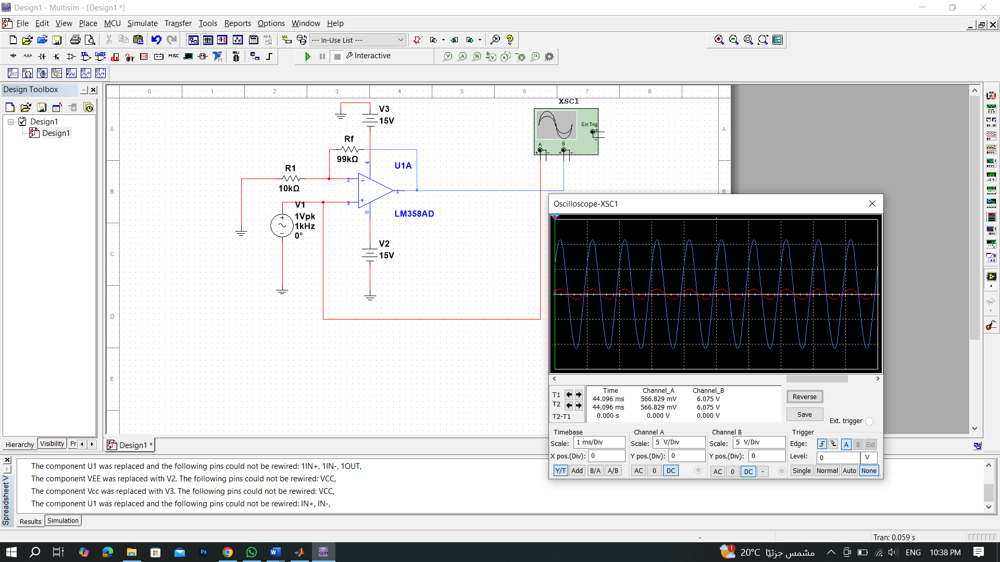 Design1 - Multisim - [Design1 *]
File Edit View Place MCU Simulate Transfer Tools Reports Options Window Help
--- In-Use List ---
MISC Interactive
Design Toolbox
Design1
Design1
0 1 2 3 4 5 6 7 8
A
B
C
D
E
A
B
V3
15V
Rf
99kΩ
R1
10kΩ
U1A
LM358AD
4
2
3
1
8
V1
1Vpk
1kHz
0°
V2
15V
XSC1
Ext Trig
A B
Oscilloscope-XSC1
Time Channel_A Channel_B
T1 44.096 ms 566.829 mV 6.075 V
T2 44.096 ms 566.829 mV 6.075 V
T2-T1 0.000 s 0.000 V 0.000 V
Reverse
Save
Ext. trigger
Timebase Channel A Channel B Trigger
Scale: 1 ms/Div Scale: 5 V/Div Scale: 5 V/Div Edge: A B Ext
X pos.(Div): 0 Y pos.(Div): 0 Y pos.(Div): 0 Level: 0 V
Y/T Add B/A A/B AC 0 DC AC 0 DC - Single Normal Auto None
Hierarchy Visibility Pr
Design1 *
Spreadsheet V
The component U1 was replaced and the following pins could not be rewired: 1IN+, 1IN-, 1OUT,
The component VEE was replaced with V2. The following pins could not be rewired: VCC,
The component Vcc was replaced with V3. The following pins could not be rewired: VCC,
The component U1 was replaced and the following pins could not be rewired: IN+, IN-,
Results Simulation
- Tran: 0.059 s
Ps 1 20°C مشمس جزئيًا ENG 10:38 PM